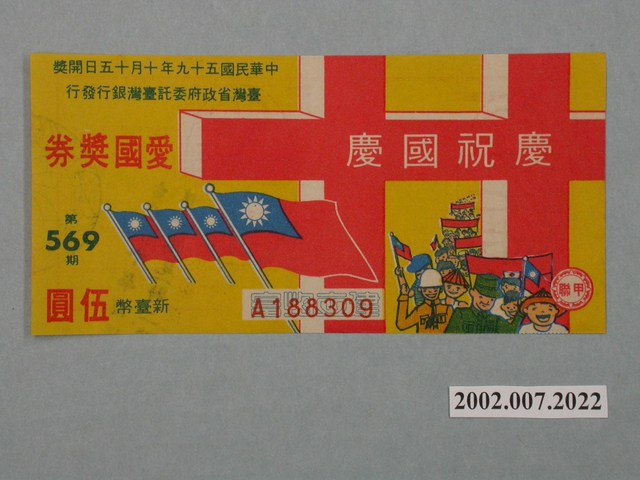 中華民國五十九年十月十五日開獎
臺灣省政府委託臺灣銀行發行
愛國獎券
慶祝國慶
第
569
期
新臺幣伍圓
A188309
甲聯
2002.007.2022